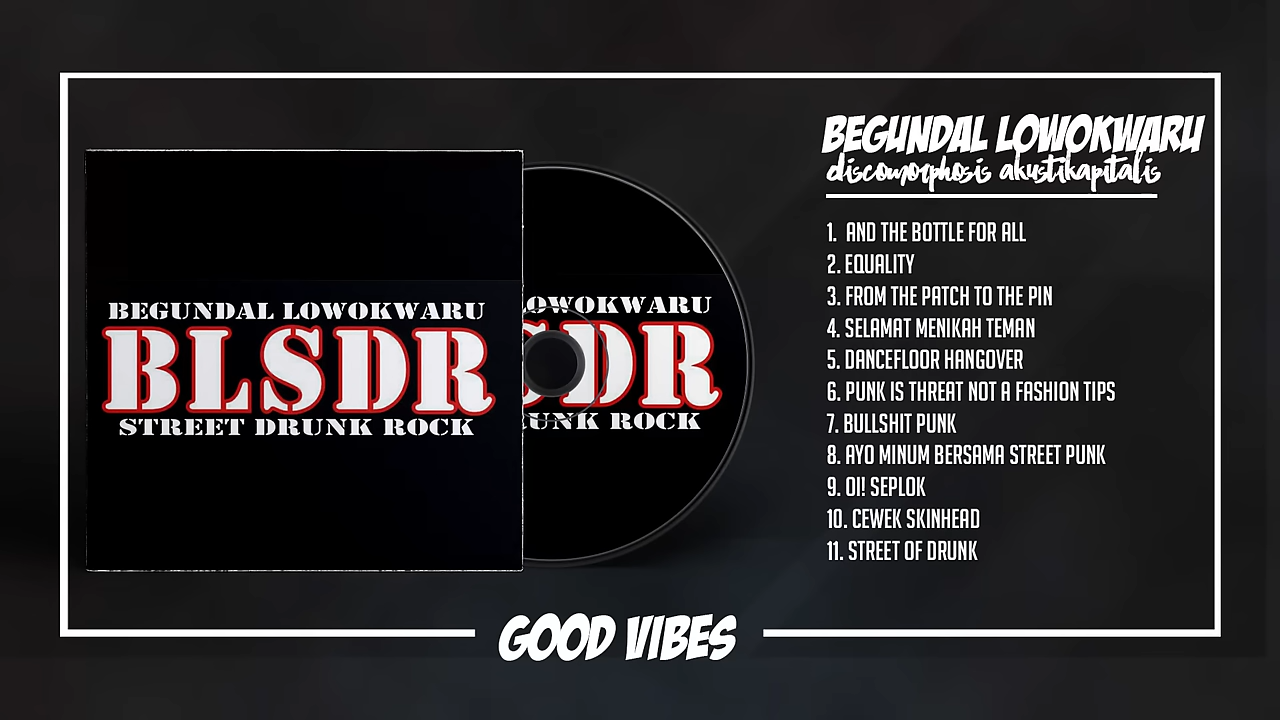 BEGUNDAL LOWOKWARU
BLSDR
STREET DRUNK ROCK
LOWOKWARU
SDR
ROCK
BEGUNDAL LOWOKWARU
discomorphosis akustikapitalis
1. AND THE BOTTLE FOR ALL
2. EQUALITY
3. FROM THE PATCH TO THE PIN
4. SELAMAT MENIKAH TEMAN
5. DANCEFLOOR HANGOVER
6. PUNK IS THREAT NOT A FASHION TIPS
7. BULLSHIT PUNK
8. AYO MINUM BERSAMA STREET PUNK
9. OI! SEPLOK
10. CEWEK SKINHEAD
11. STREET OF DRUNK
GOOD VIBES